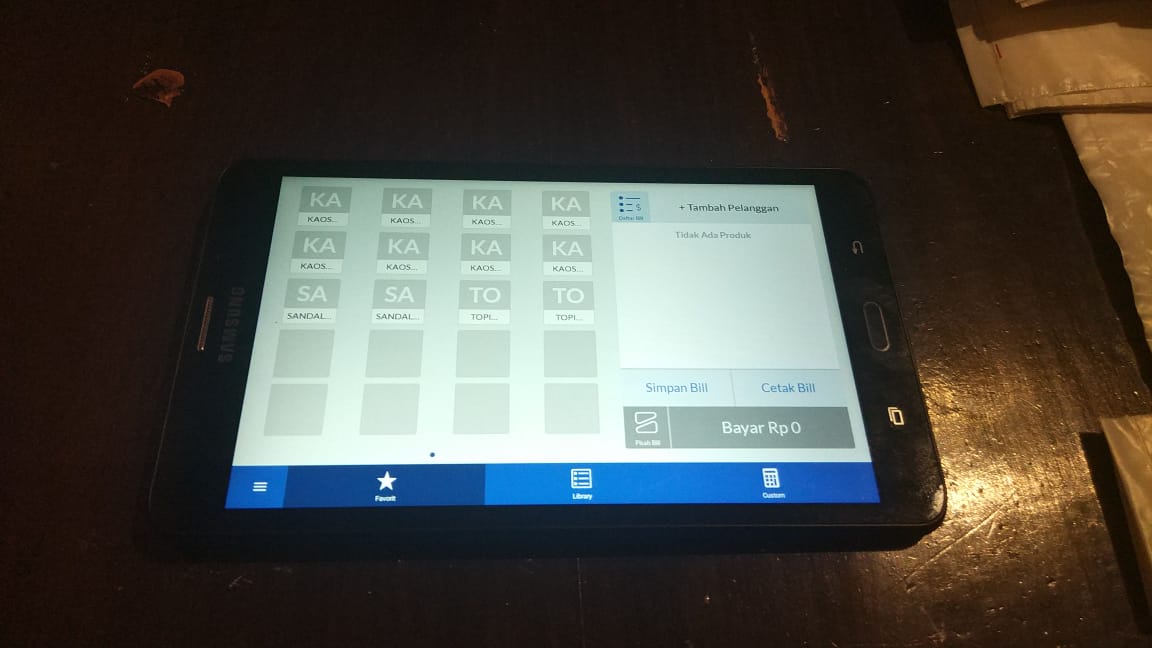 KA KA KA KA
KAOS... KAOS... KAOS... KAOS...
KA KA KA KA
KAOS... KAOS... KAOS... KAOS...
SA SA TO TO
SANDAL... SANDAL... TOPI... TOPI...
$
Daftar Bill
+ Tambah Pelanggan
Tidak Ada Produk
Simpan Bill
Cetak Bill
Pisah Bill
Bayar Rp 0
Favorit
Library
Custom
SAMSUNG